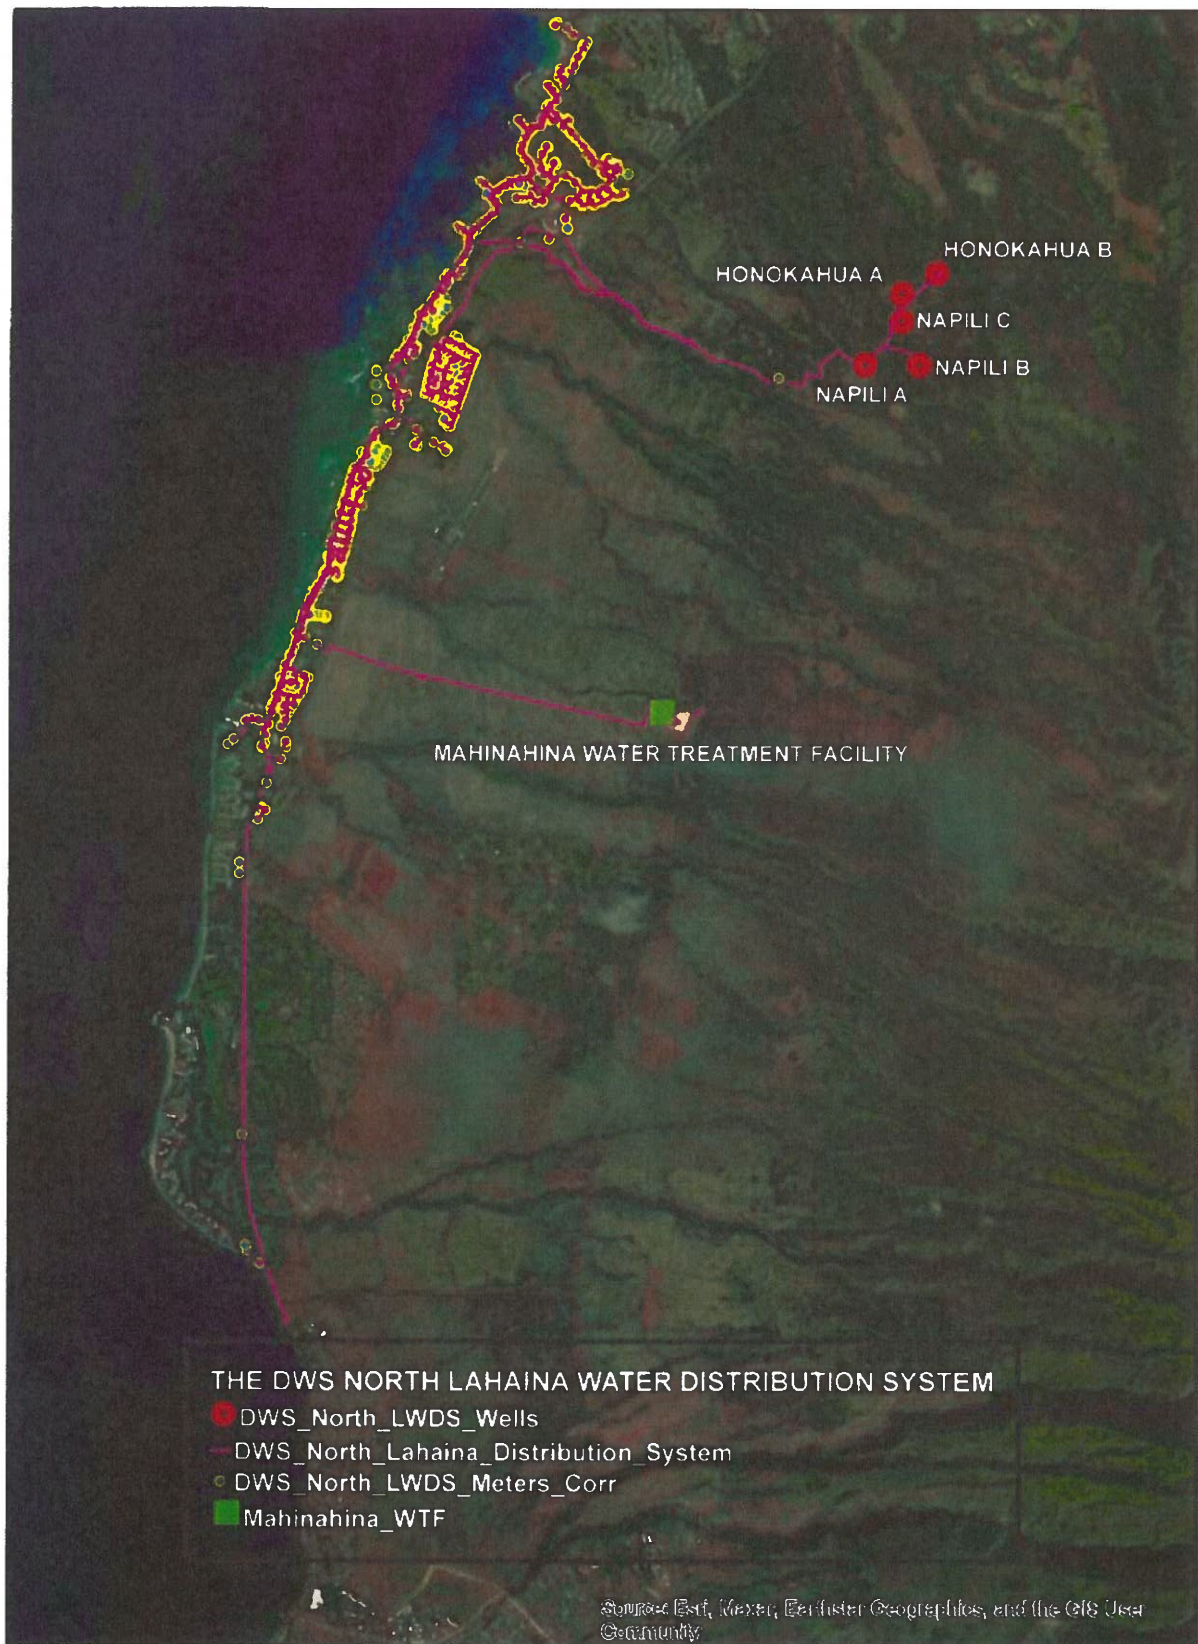 HONOKAHUA B
HONOKAHUA A
NAPILI C
NAPILI B
NAPILI A
MAHINAHINA WATER TREATMENT FACILITY
THE DWS NORTH LAHAINA WATER DISTRIBUTION SYSTEM
DWS_North_LWDS_Wells
DWS_North_Lahaina_Distribution_System
DWS_North_LWDS_Meters_Corr
Mahinahina_WTF
Source: Esri, Maxar, Earthstar Geographics, and the GIS User
Community